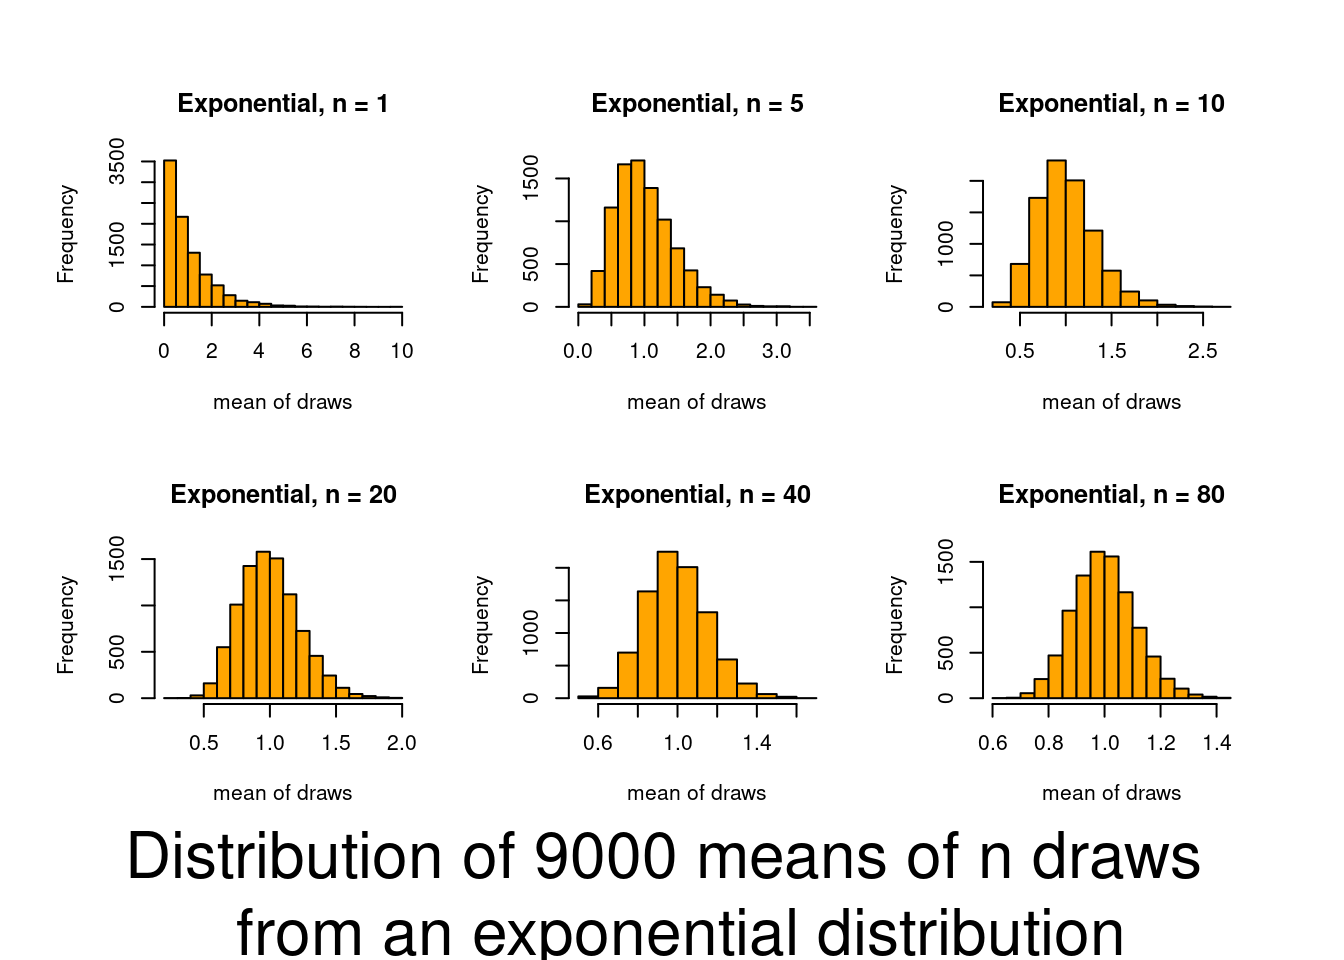 Exponential, n = 1
Frequency
0 1500 3500
0 2 4 6 8 10
mean of draws
Exponential, n = 5
Frequency
0 500 1500
0.0 1.0 2.0 3.0
mean of draws
Exponential, n = 10
Frequency
0 1000
0.5 1.5 2.5
mean of draws
Exponential, n = 20
Frequency
0 500 1500
0.5 1.0 1.5 2.0
mean of draws
Exponential, n = 40
Frequency
0 1000
0.6 1.0 1.4
mean of draws
Exponential, n = 80
Frequency
0 500 1500
0.6 0.8 1.0 1.2 1.4
mean of draws
Distribution of 9000 means of n draws
from an exponential distribution